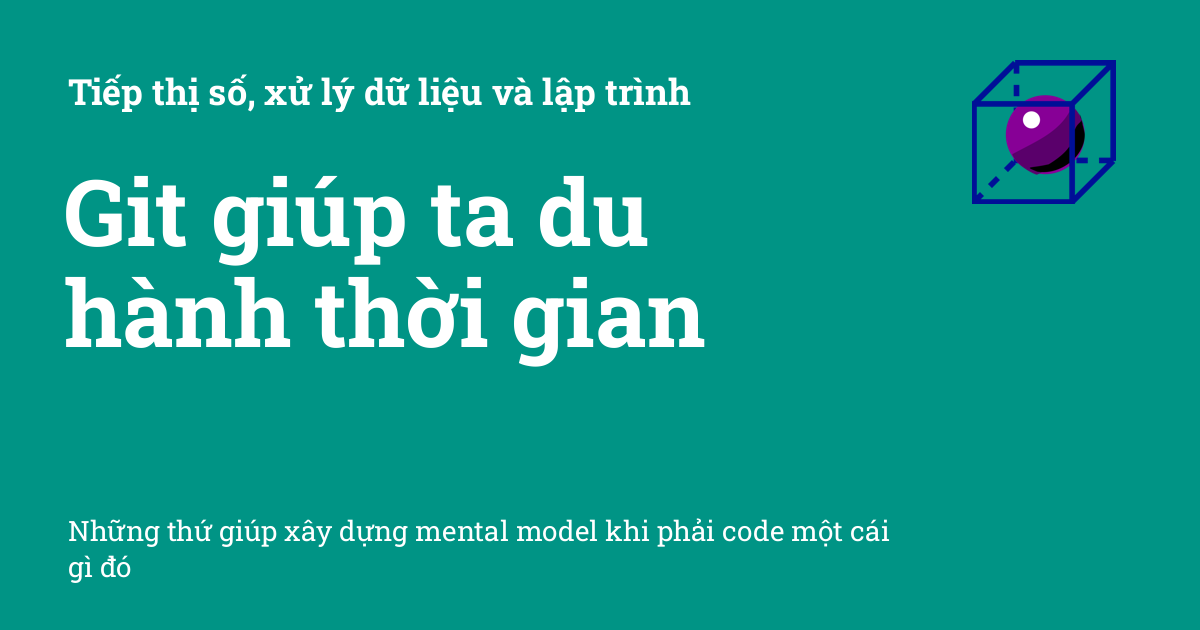 Tiếp thị số, xử lý dữ liệu và lập trình
Git giúp ta du
hành thời gian
Những thứ giúp xây dựng mental model khi phải code một cái
gì đó